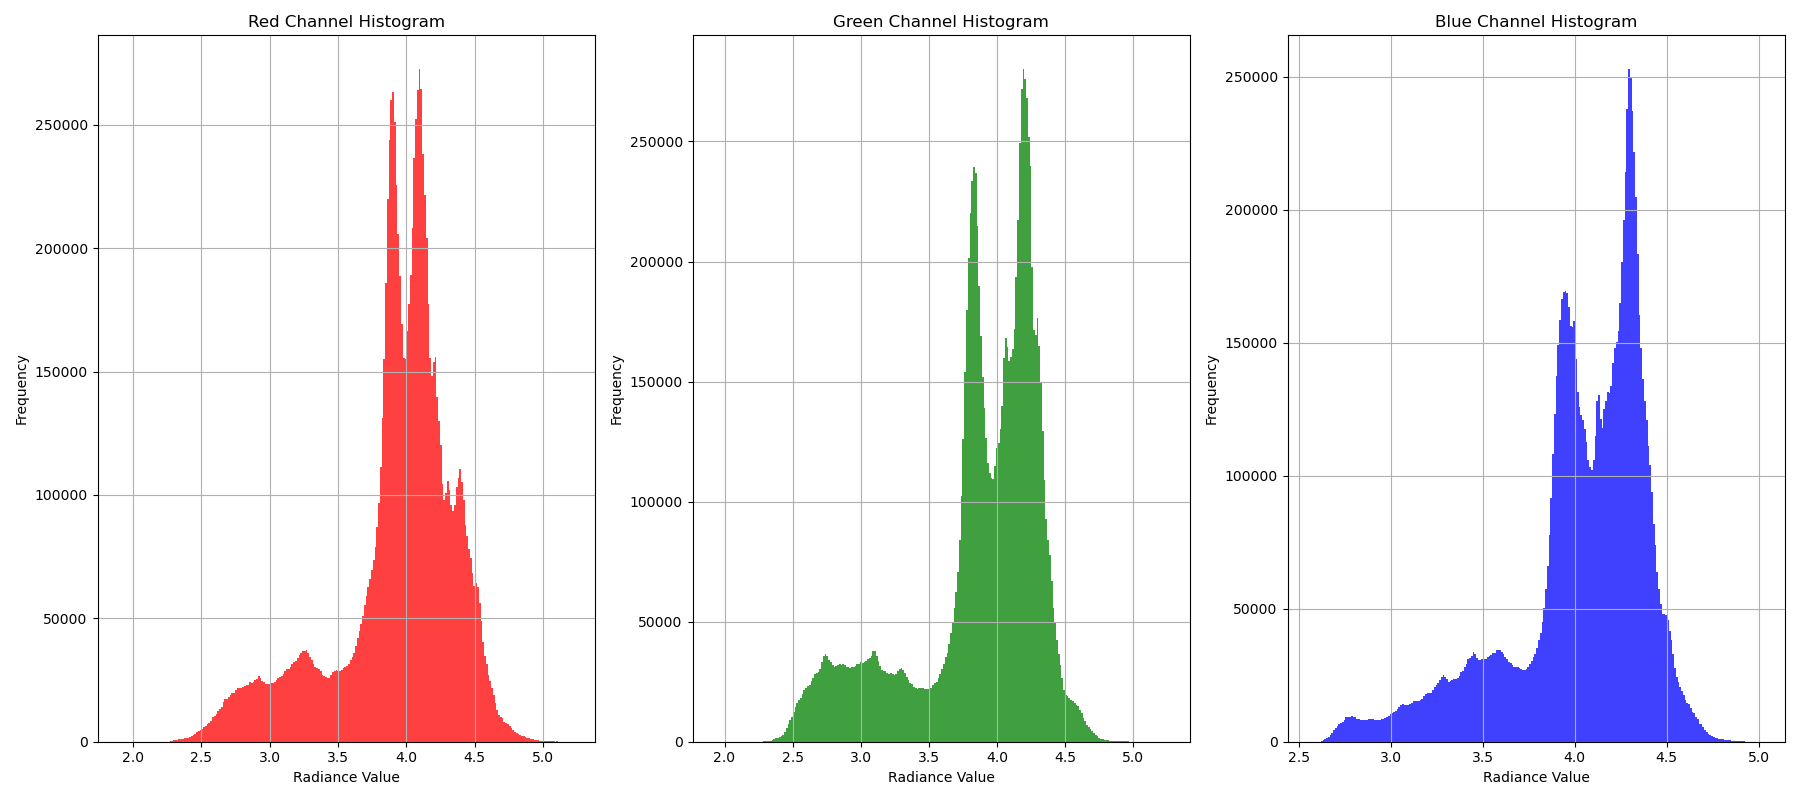 Red Channel Histogram
Frequency
250000
200000
150000
100000
50000
0
2.0 2.5 3.0 3.5 4.0 4.5 5.0
Radiance Value
Green Channel Histogram
Frequency
250000
200000
150000
100000
50000
0
2.0 2.5 3.0 3.5 4.0 4.5 5.0
Radiance Value
Blue Channel Histogram
Frequency
250000
200000
150000
100000
50000
0
2.5 3.0 3.5 4.0 4.5 5.0
Radiance Value